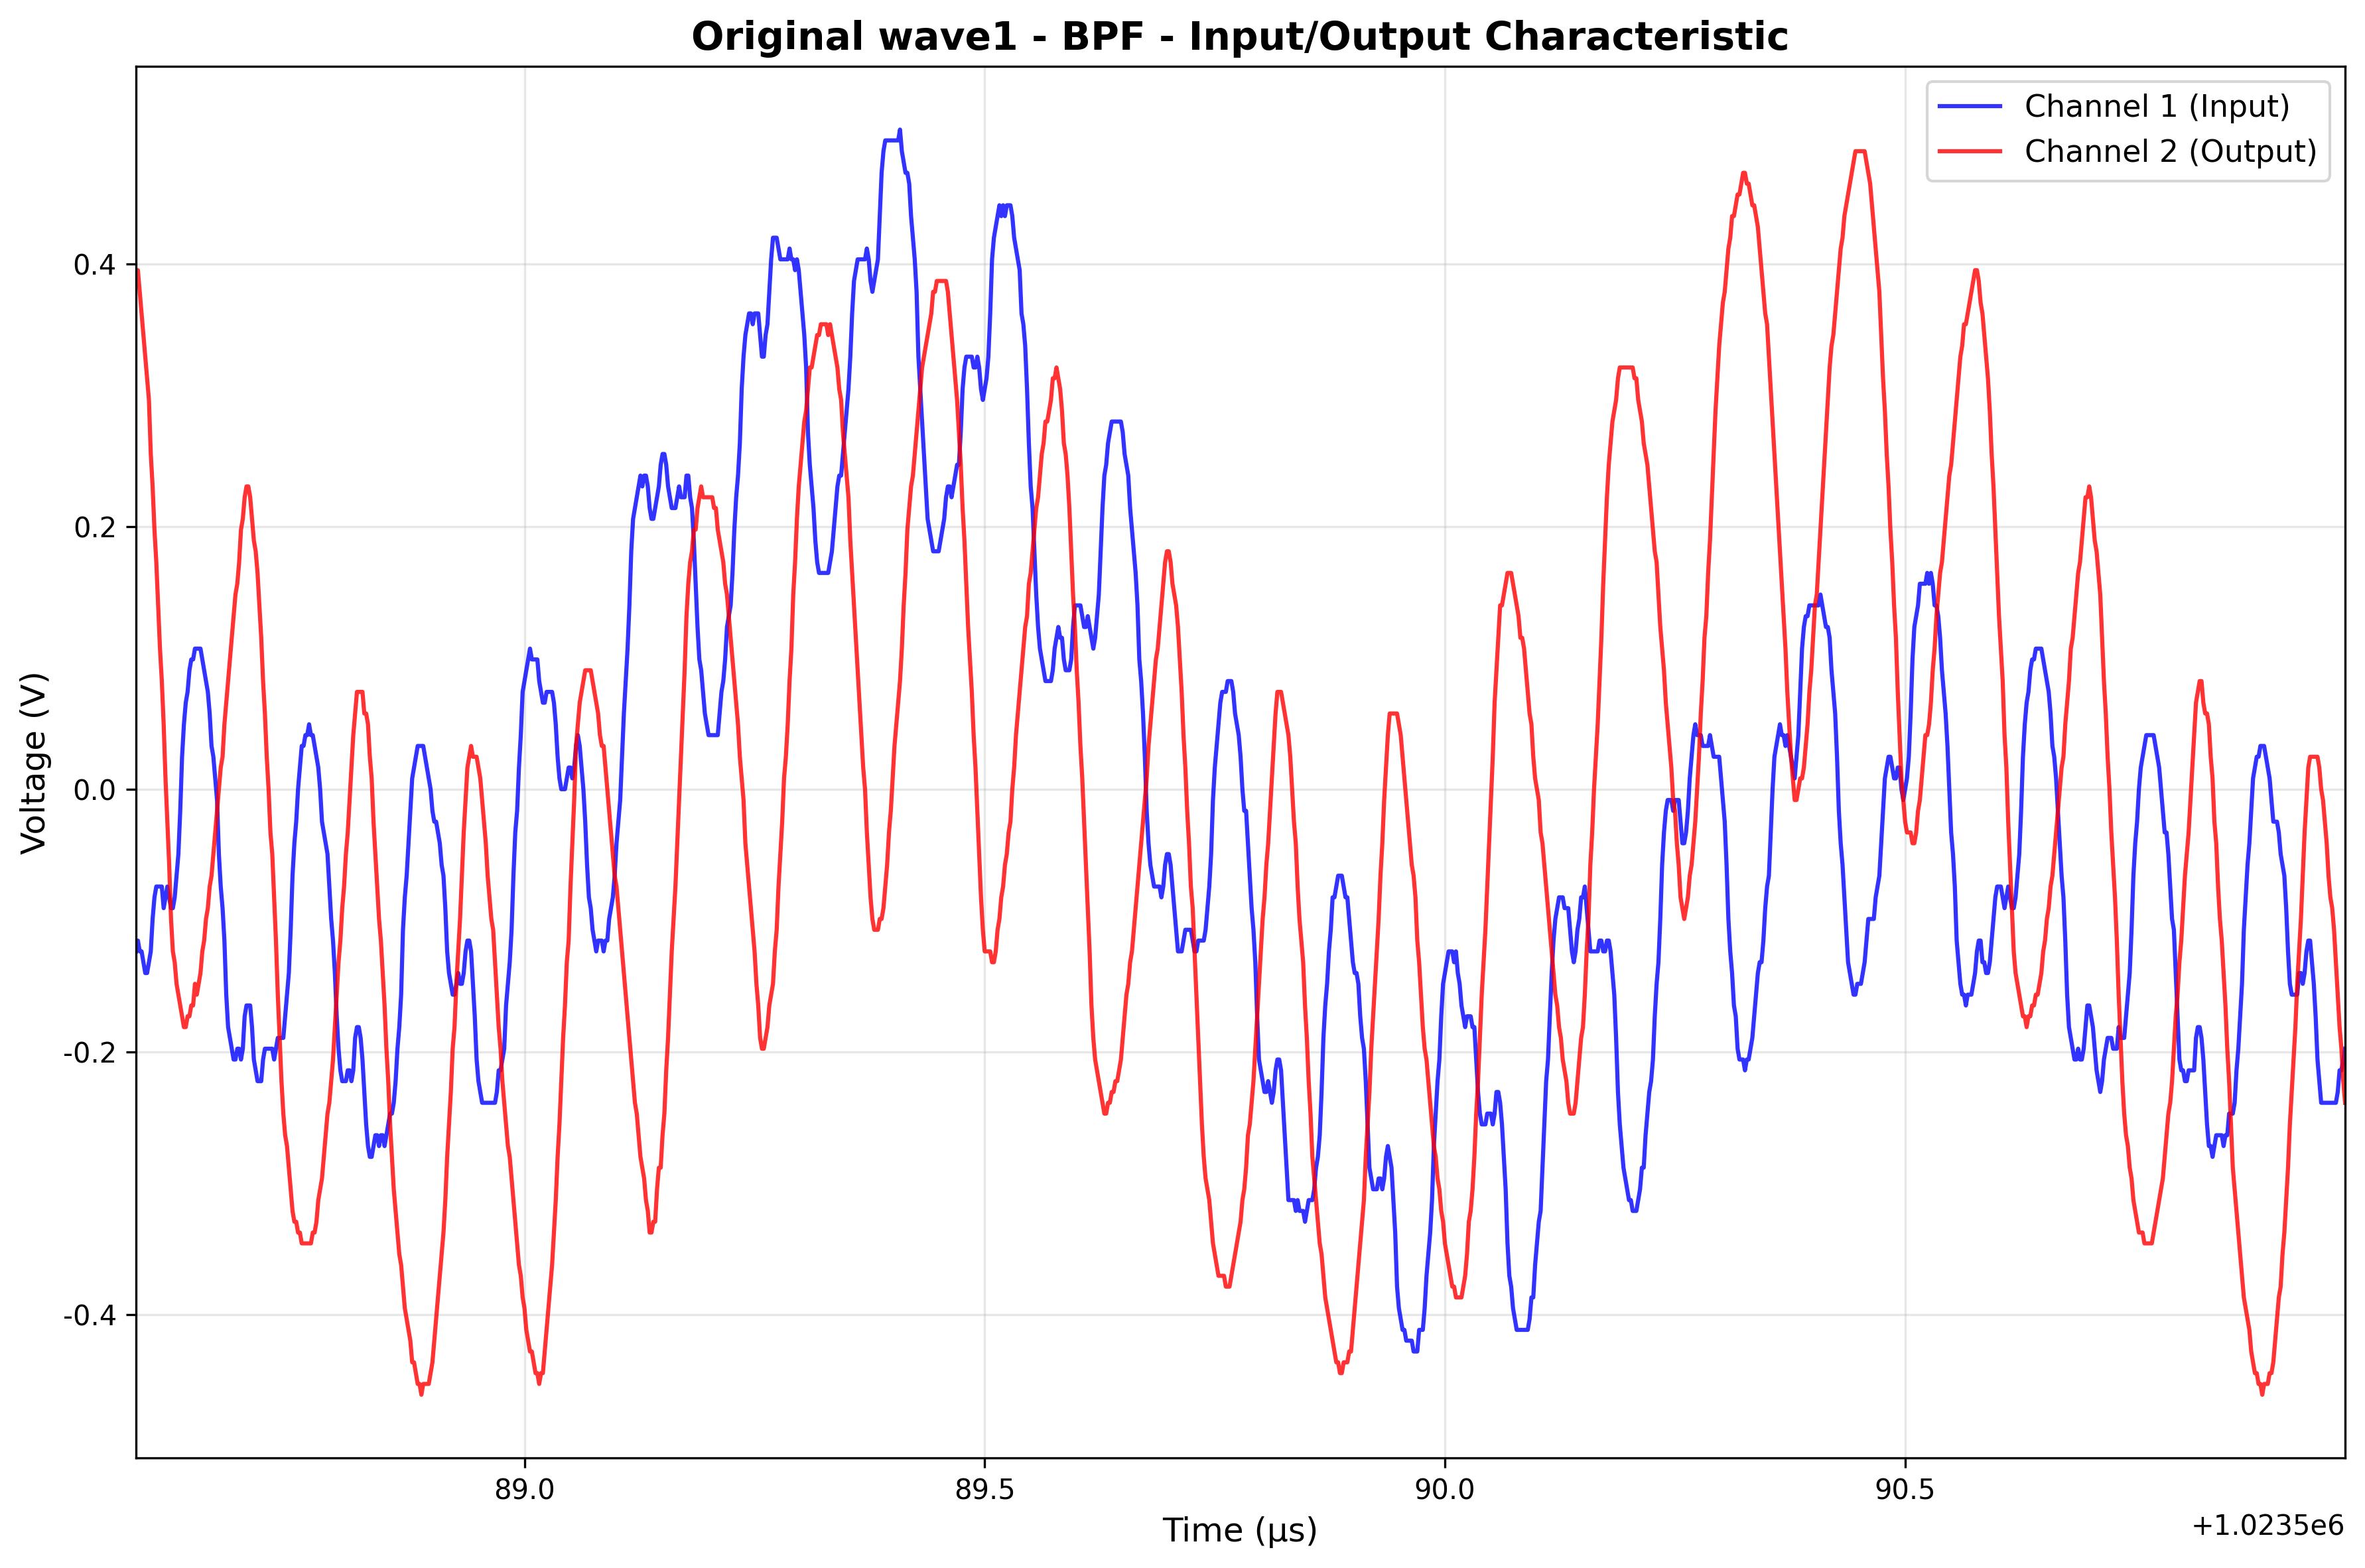 Original wave1 - BPF - Input/Output Characteristic
Channel 1 (Input)
Channel 2 (Output)
Voltage (V)
0.4
0.2
0.0
-0.2
-0.4
89.0
89.5
90.0
90.5
Time (µs)
+1.0235e6